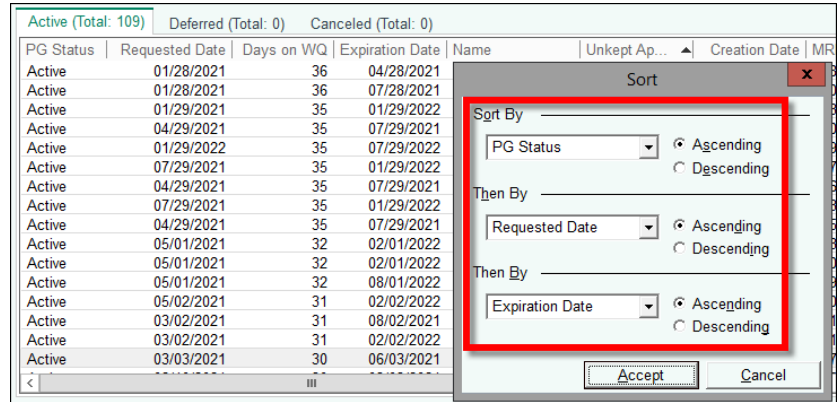 Active (Total: 109) Deferred (Total: 0) Canceled (Total: 0)
PG Status Requested Date Days on WQ Expiration Date Name Unkept Ap... Creation Date MR
Active 01/28/2021 36 04/28/2021
Active 01/28/2021 36 07/28/2021
Active 01/29/2021 35 01/29/2022
Active 04/29/2021 35 07/29/2021
Active 01/29/2022 35 01/29/2022
Active 07/29/2021 35 01/29/2022
Active 04/29/2021 35 07/29/2021
Active 07/29/2021 35 01/29/2022
Active 04/29/2021 35 07/29/2021
Active 05/01/2021 32 02/01/2022
Active 05/01/2021 32 02/01/2022
Active 05/01/2021 32 08/01/2022
Active 05/02/2021 31 02/02/2022
Active 03/02/2021 31 08/02/2021
Active 03/02/2021 31 02/02/2022
Active 03/03/2021 30 06/03/2021
Sort
x
Sort By
PG Status
Ascending
Descending
Then By
Requested Date
Ascending
Descending
Then By
Expiration Date
Ascending
Descending
Accept Cancel